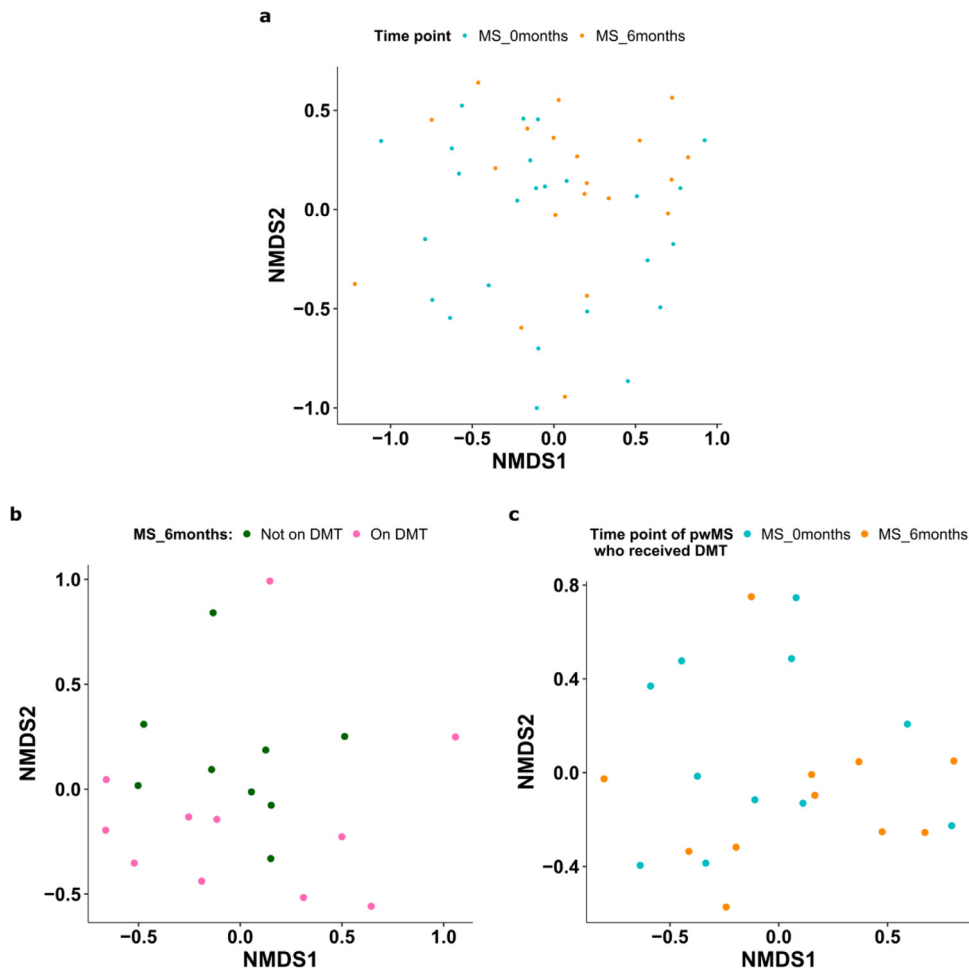 a
Time point MS_0months MS_6months
0.5
0.0
−0.5
−1.0
NMDS2
−1.0 −0.5 0.0 0.5 1.0
NMDS1
b
MS_6months: Not on DMT On DMT
1.0
0.5
0.0
−0.5
NMDS2
−0.5 0.0 0.5 1.0
NMDS1
c
Time point of pwMS MS_0months MS_6months
who received DMT
0.8
0.4
0.0
−0.4
NMDS2
−0.5 0.0 0.5
NMDS1